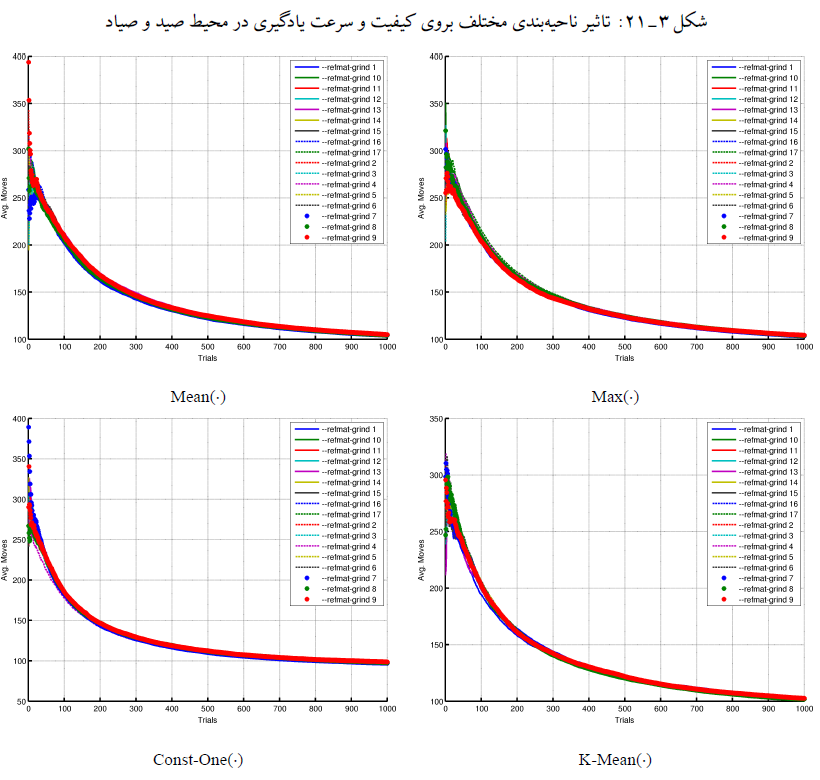 شکل ۳-۲۱: تاثیر ناحیه‌بندی مختلف بروی کیفیت و سرعت یادگیری در محیط صید و صیاد
400
350
300
250
200
150
100
0
100
200
300
400
500
600
700
800
900
1000
Avg. Moves
Trials
--refmat-grind 1
--refmat-grind 10
--refmat-grind 11
--refmat-grind 12
--refmat-grind 13
--refmat-grind 14
--refmat-grind 15
--refmat-grind 16
--refmat-grind 17
--refmat-grind 2
--refmat-grind 3
--refmat-grind 4
--refmat-grind 5
--refmat-grind 6
--refmat-grind 7
--refmat-grind 8
--refmat-grind 9
Mean(·)
400
350
300
250
200
150
100
0
100
200
300
400
500
600
700
800
900
1000
Avg. Moves
Trials
--refmat-grind 1
--refmat-grind 10
--refmat-grind 11
--refmat-grind 12
--refmat-grind 13
--refmat-grind 14
--refmat-grind 15
--refmat-grind 16
--refmat-grind 17
--refmat-grind 2
--refmat-grind 3
--refmat-grind 4
--refmat-grind 5
--refmat-grind 6
--refmat-grind 7
--refmat-grind 8
--refmat-grind 9
Max(·)
400
350
300
250
200
150
100
50
0
100
200
300
400
500
600
700
800
900
1000
Avg. Moves
Trials
--refmat-grind 1
--refmat-grind 10
--refmat-grind 11
--refmat-grind 12
--refmat-grind 13
--refmat-grind 14
--refmat-grind 15
--refmat-grind 16
--refmat-grind 17
--refmat-grind 2
--refmat-grind 3
--refmat-grind 4
--refmat-grind 5
--refmat-grind 6
--refmat-grind 7
--refmat-grind 8
--refmat-grind 9
Const-One(·)
350
300
250
200
150
100
0
100
200
300
400
500
600
700
800
900
1000
Avg. Moves
Trials
--refmat-grind 1
--refmat-grind 10
--refmat-grind 11
--refmat-grind 12
--refmat-grind 13
--refmat-grind 14
--refmat-grind 15
--refmat-grind 16
--refmat-grind 17
--refmat-grind 2
--refmat-grind 3
--refmat-grind 4
--refmat-grind 5
--refmat-grind 6
--refmat-grind 7
--refmat-grind 8
--refmat-grind 9
K-Mean(·)